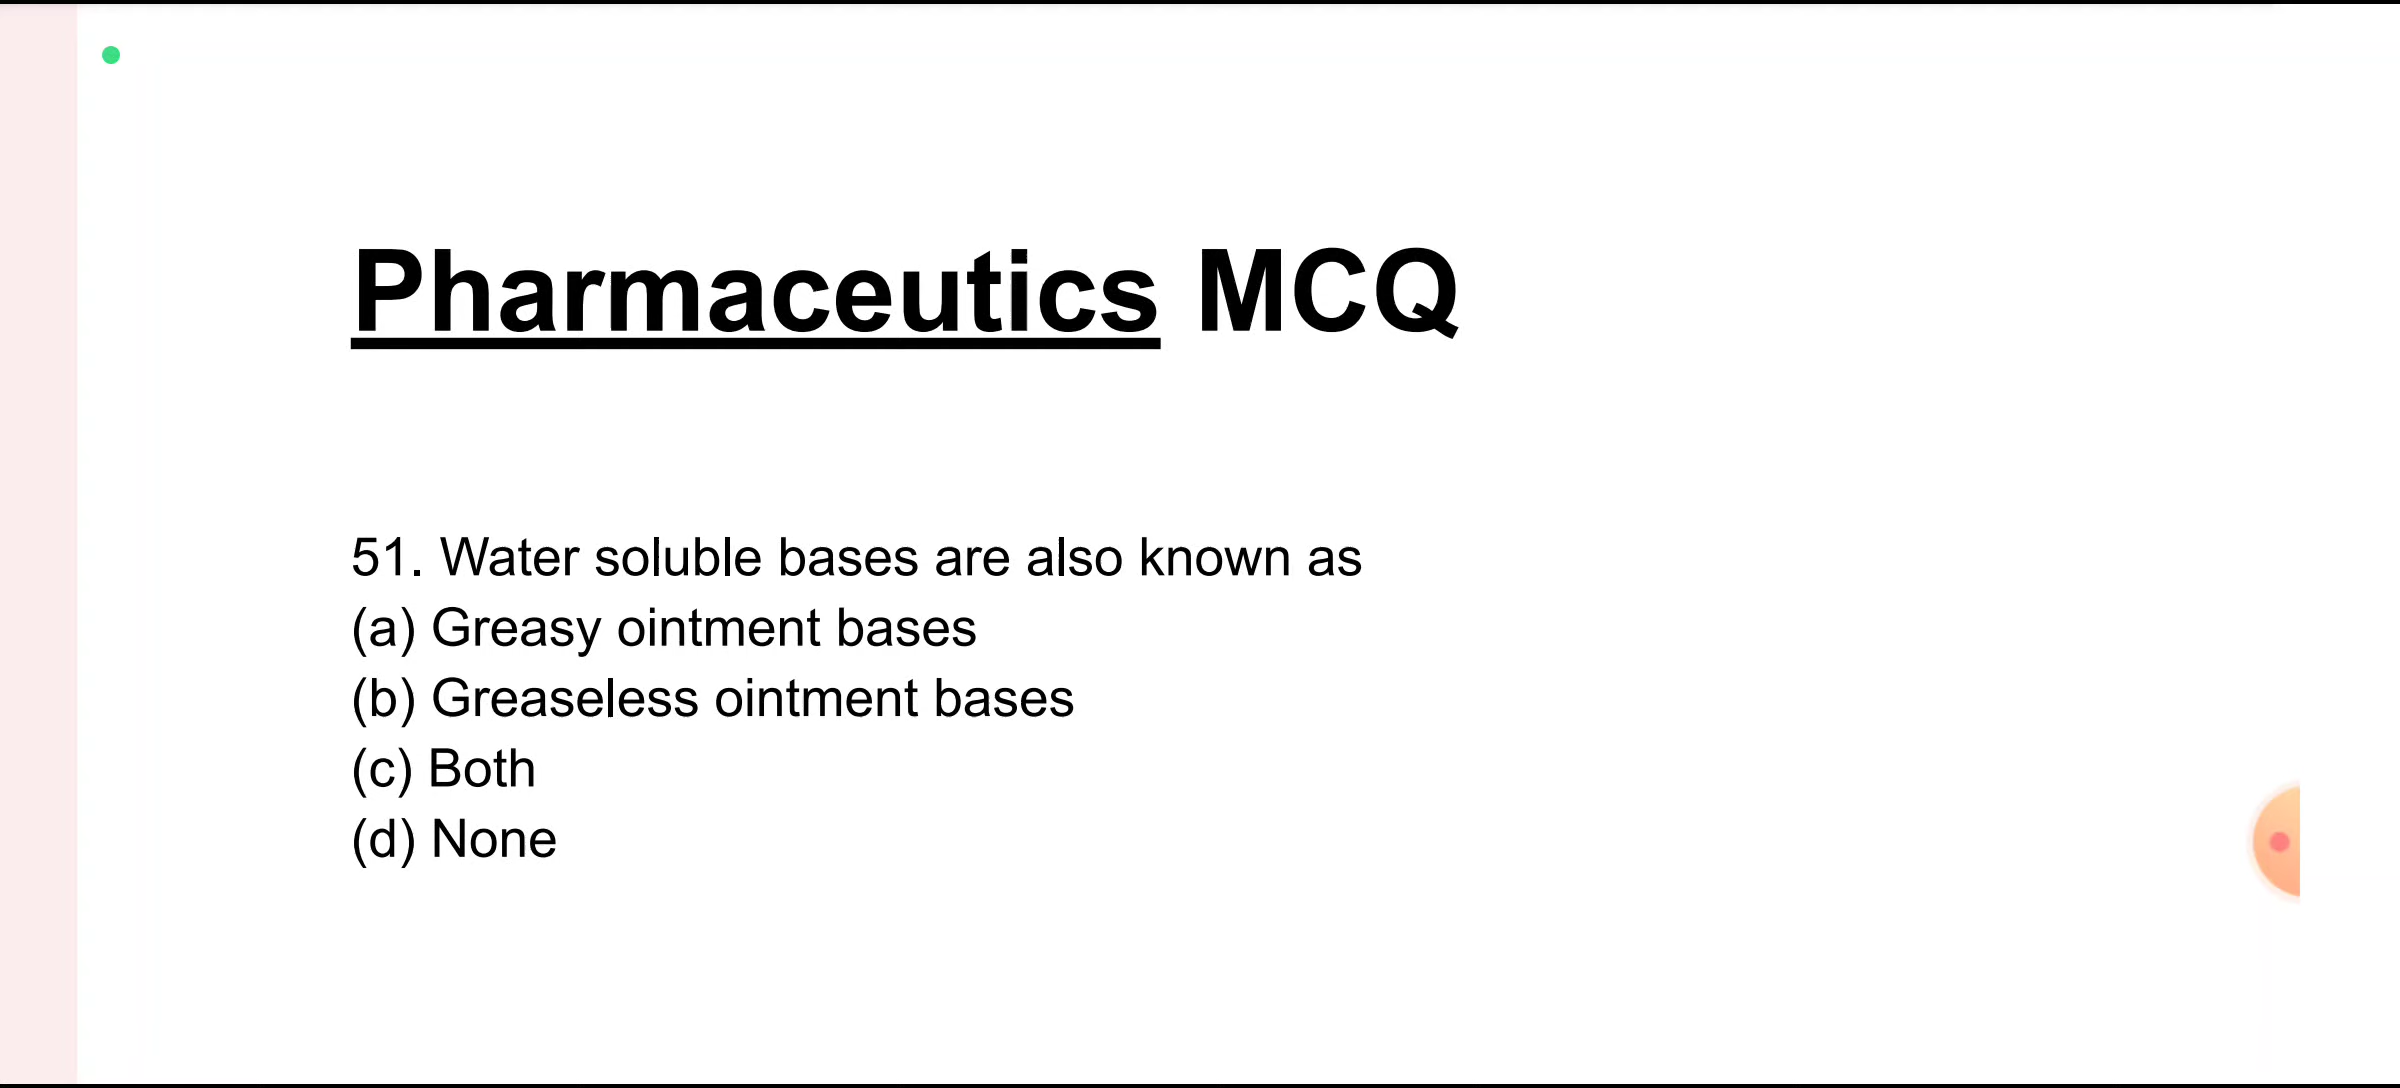 Pharmaceutics MCQ
51. Water soluble bases are also known as
(a) Greasy ointment bases
(b) Greaseless ointment bases
(c) Both
(d) None